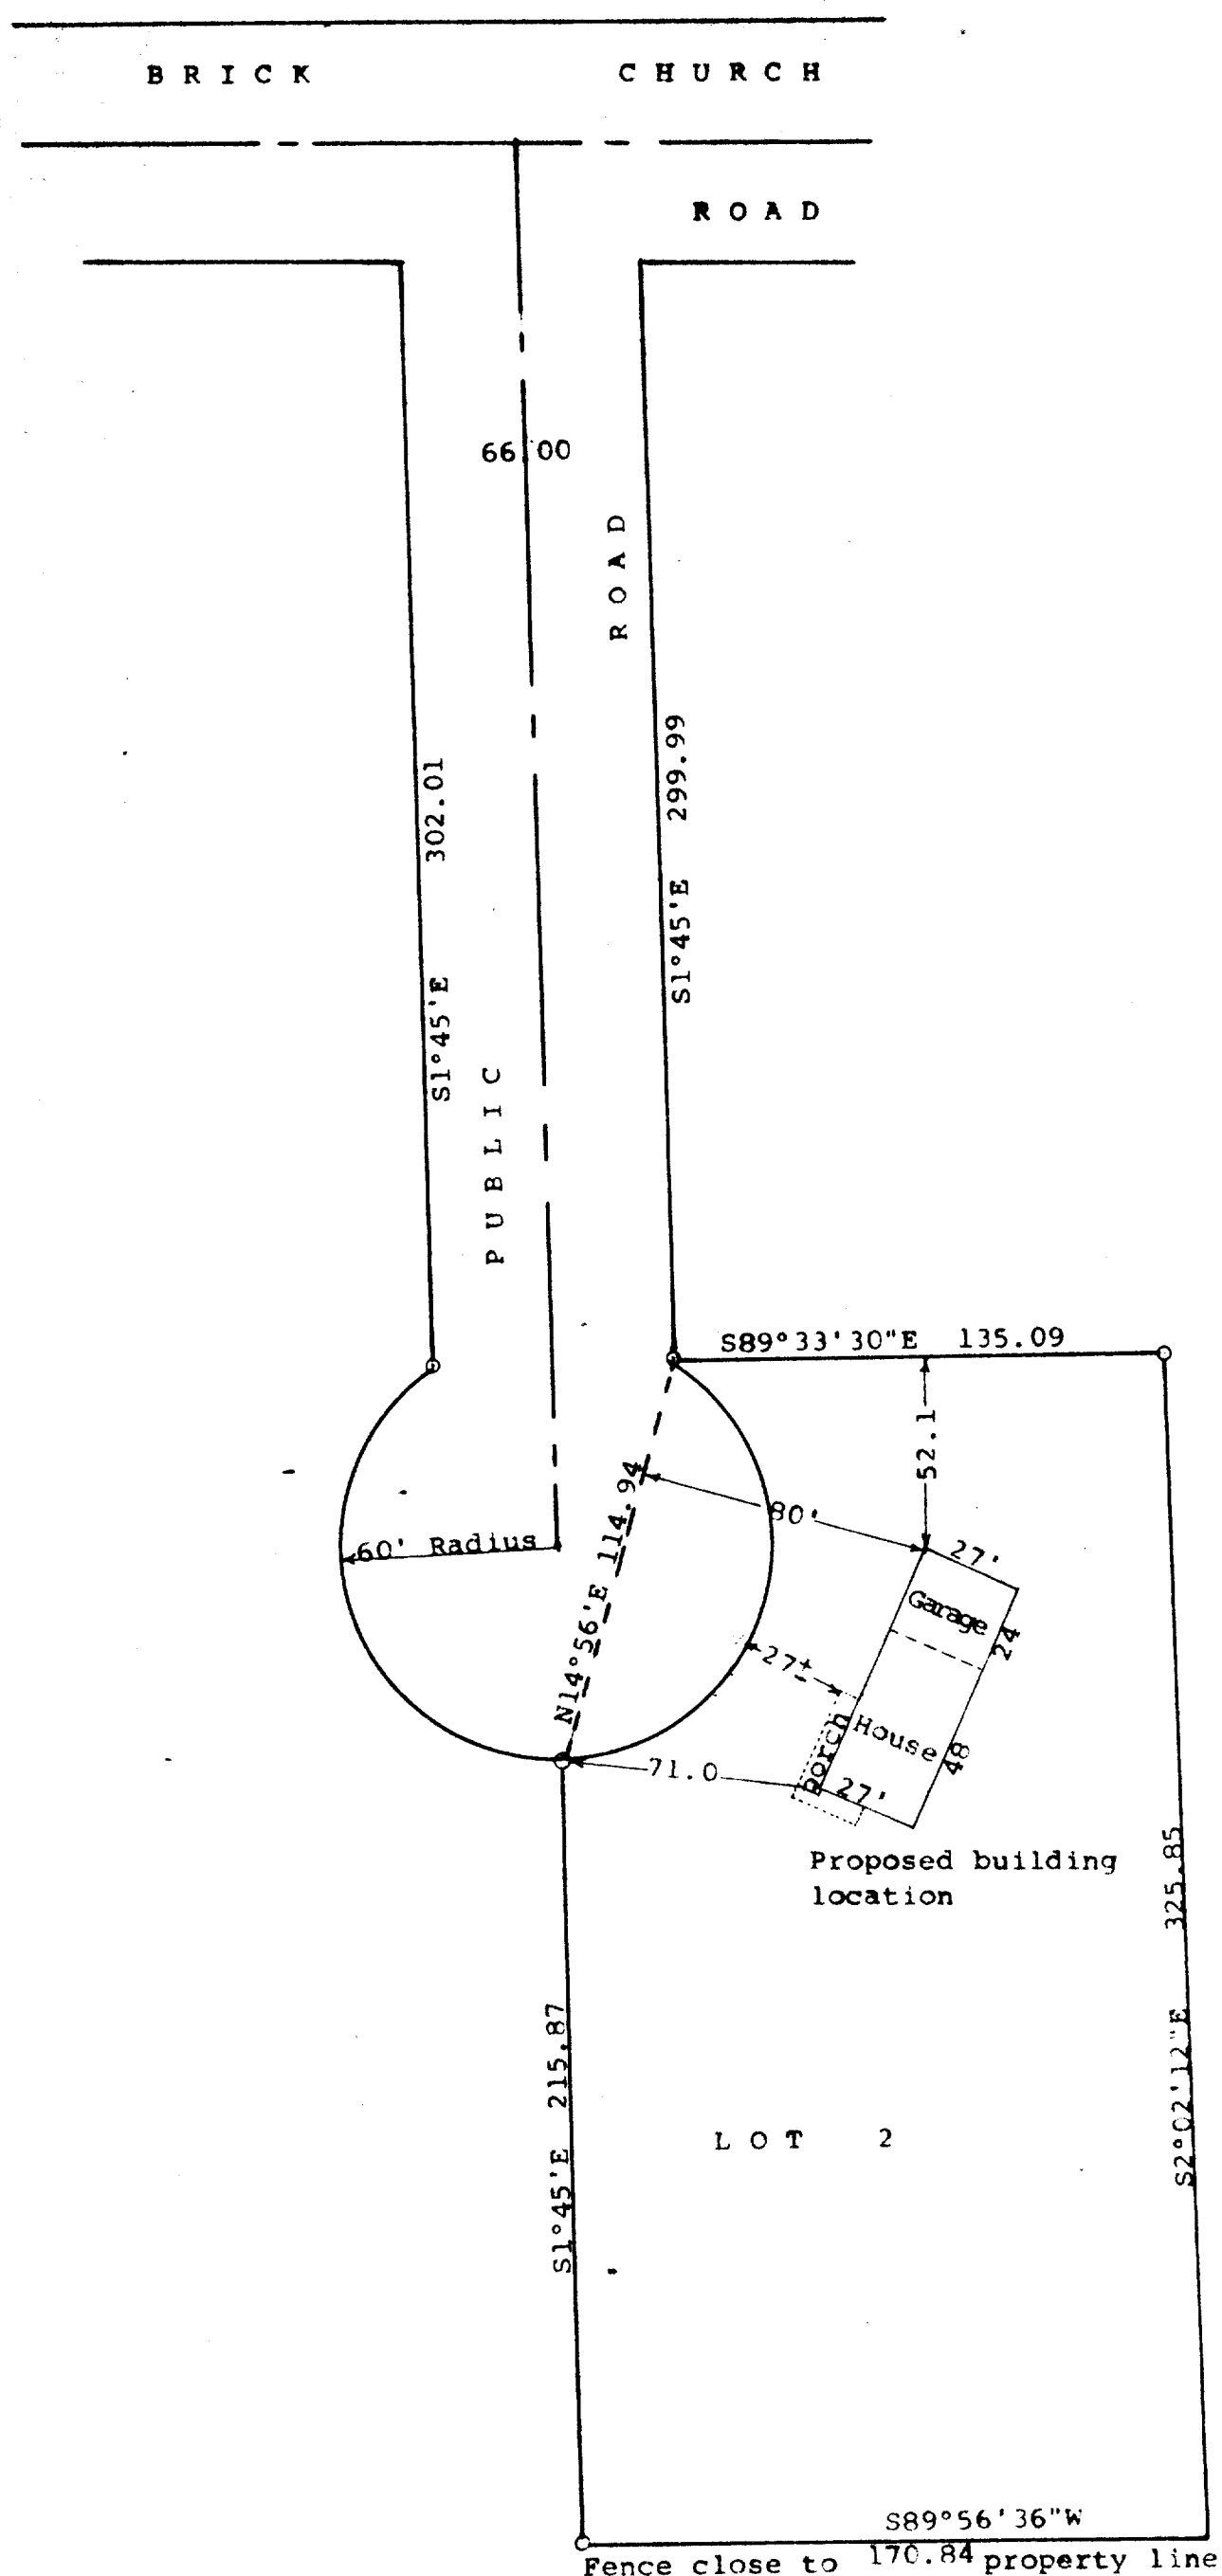 BRICK CHURCH
ROAD
66.00
ROAD
S1°45'E 299.99
S1°45'E 302.01
PUBLIC
S89°33'30"E 135.09
52.1
N14°56'E 114.94
80'
60' Radius
27'
Garage
24
27±
Porch
House
48
71.0
27'
Proposed building
location
S2°02'12"E 325.85
S1°45'E 215.87
LOT 2
S89°56'36"W
170.84
Fence close to property line